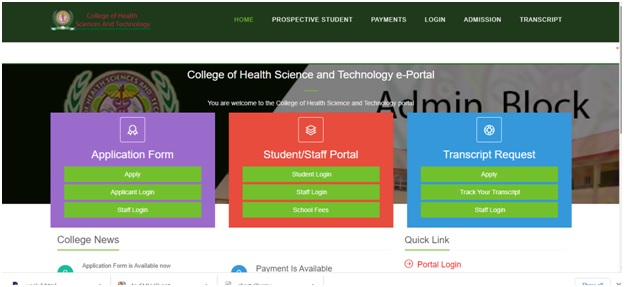 College of Health
Sciences And Technology
HOME PROSPECTIVE STUDENT PAYMENTS LOGIN ADMISSION TRANSCRIPT
College of Health Science and Technology e-Portal
You are welcome to the College of Health Science and Technology portal
Admin Block
Application Form
Apply
Applicant Login
Staff Login
Student/Staff Portal
Student Login
Staff Login
School Fees
Transcript Request
Apply
Track Your Transcript
Staff Login
College News
Application Form is Available now
Payment Is Available
Quick Link
Portal Login
Show all